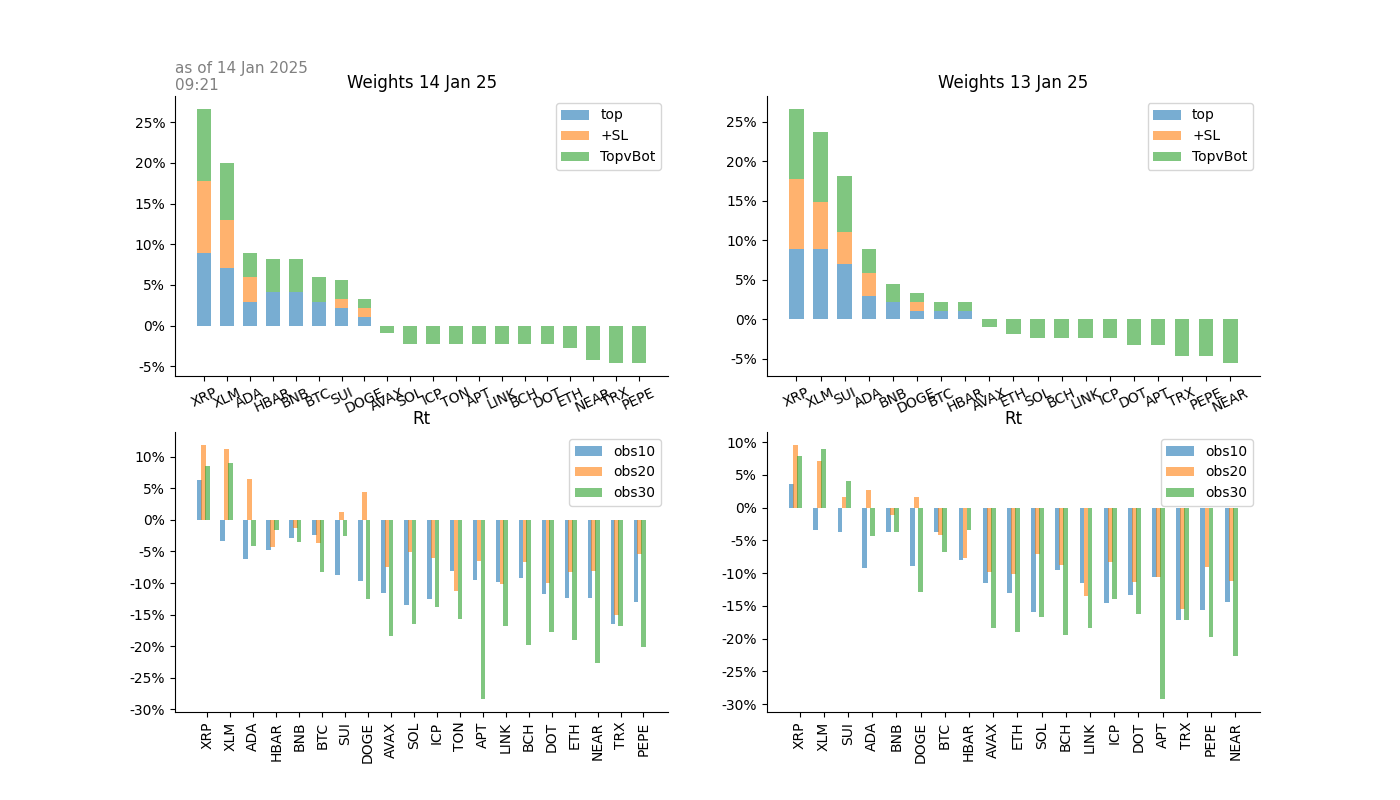 as of 14 Jan 2025
09:21
Weights 14 Jan 25
25%
20%
15%
10%
5%
0%
-5%
top
+SL
TopvBot
XRP XLM ADA HBAR BNB BTC SUI DOGE AVAX SOL ICP TON APT LINK BCH DOT ETH NEAR TRX PEPE
Weights 13 Jan 25
25%
20%
15%
10%
5%
0%
-5%
top
+SL
TopvBot
XRP XLM SUI ADA BNB DOGE BTC HBAR AVAX ETH SOL BCH LINK ICP DOT APT TRX PEPE NEAR
Rt
10%
5%
0%
-5%
-10%
-15%
-20%
-25%
-30%
obs10
obs20
obs30
XRP XLM ADA HBAR BNB BTC SUI DOGE AVAX SOL ICP TON APT LINK BCH DOT ETH NEAR TRX PEPE
Rt
10%
5%
0%
-5%
-10%
-15%
-20%
-25%
-30%
obs10
obs20
obs30
XRP XLM SUI ADA BNB DOGE BTC HBAR AVAX ETH SOL BCH LINK ICP DOT APT TRX PEPE NEAR